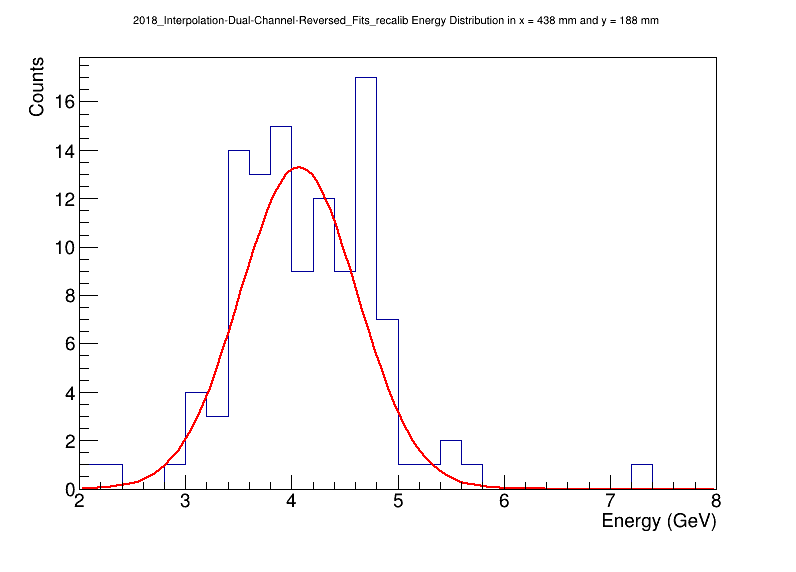 2018_Interpolation-Dual-Channel-Reversed_Fits_recalib Energy Distribution in x = 438 mm and y = 188 mm
Counts
16
14
12
10
8
6
4
2
0
2 3 4 5 6 7 8
Energy (GeV)